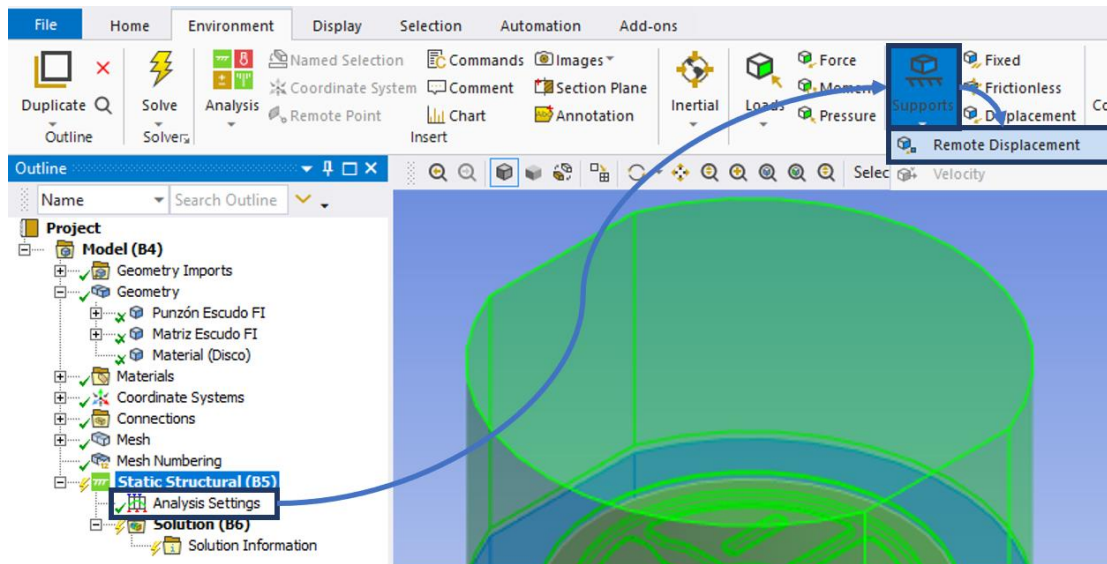 File Home Environment Display Selection Automation Add-ons
Duplicate
Outline
Solve
Solver
Analysis
Named Selection
Coordinate System
Remote Point
Commands
Comment
Chart
Images
Section Plane
Annotation
Insert
Inertial
Loads
Force
Moment
Pressure
Supports
Fixed
Frictionless
Displacement
Co
Remote Displacement
Velocity
Outline
Name Search Outline
Selec
Project
Model (B4)
Geometry Imports
Geometry
Punzón Escudo FI
Matriz Escudo FI
Material (Disco)
Materials
Coordinate Systems
Connections
Mesh
Mesh Numbering
Static Structural (B5)
Analysis Settings
Solution (B6)
Solution Information